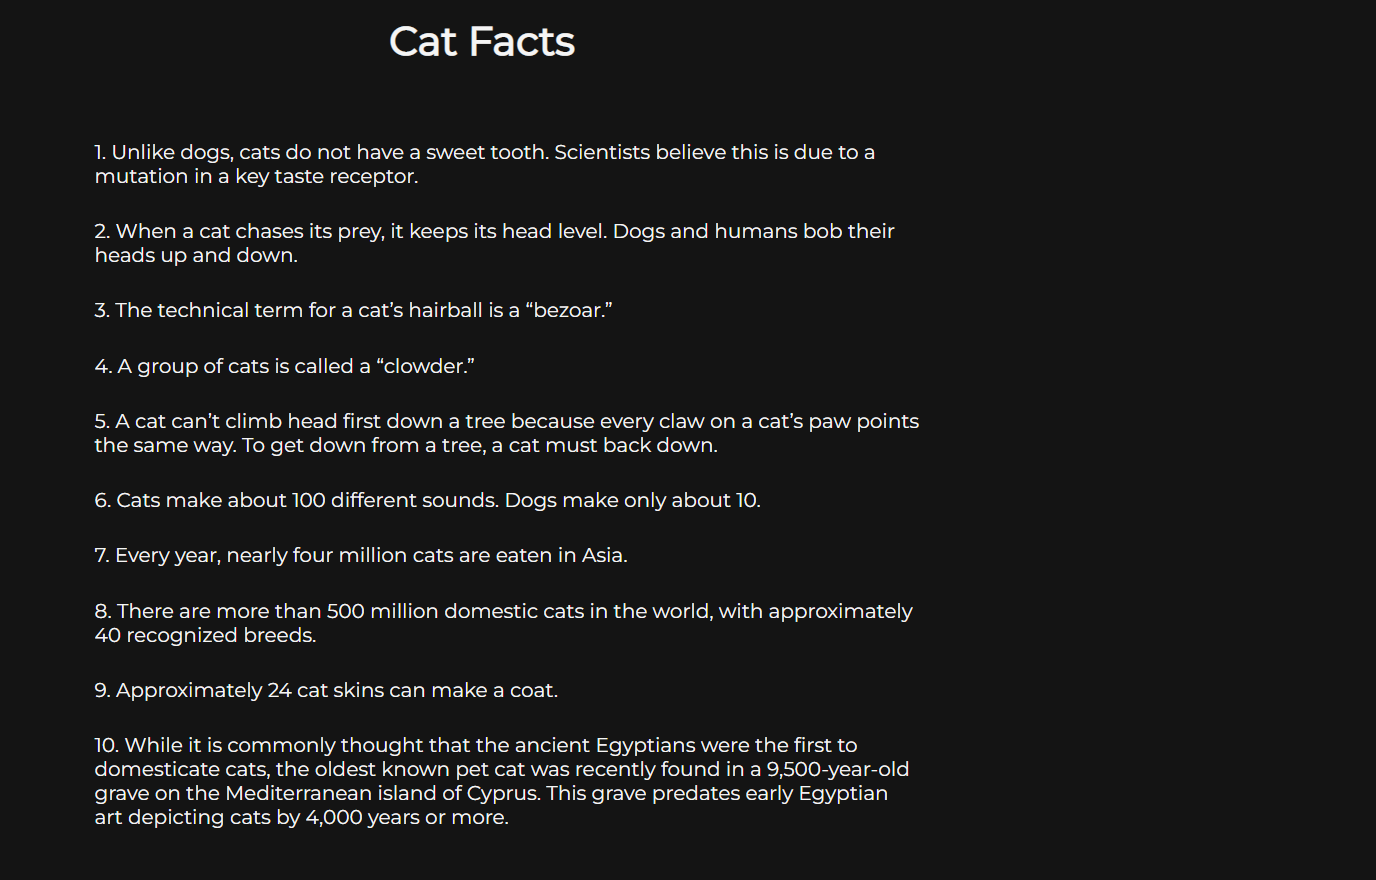 Cat Facts
1. Unlike dogs, cats do not have a sweet tooth. Scientists believe this is due to a
mutation in a key taste receptor.
2. When a cat chases its prey, it keeps its head level. Dogs and humans bob their
heads up and down.
3. The technical term for a cat’s hairball is a “bezoar.”
4. A group of cats is called a “clowder.”
5. A cat can’t climb head first down a tree because every claw on a cat’s paw points
the same way. To get down from a tree, a cat must back down.
6. Cats make about 100 different sounds. Dogs make only about 10.
7. Every year, nearly four million cats are eaten in Asia.
8. There are more than 500 million domestic cats in the world, with approximately
40 recognized breeds.
9. Approximately 24 cat skins can make a coat.
10. While it is commonly thought that the ancient Egyptians were the first to
domesticate cats, the oldest known pet cat was recently found in a 9,500-year-old
grave on the Mediterranean island of Cyprus. This grave predates early Egyptian
art depicting cats by 4,000 years or more.